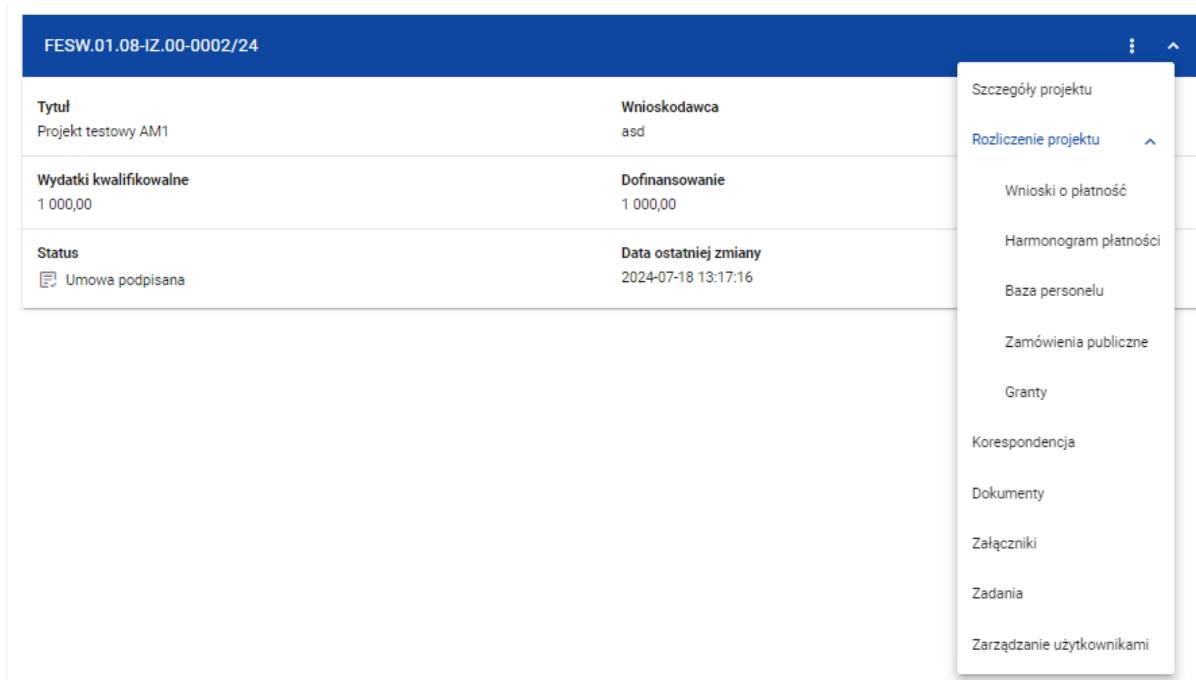 FESW.01.08-IZ.00-0002/24
Tytuł
Projekt testowy AM1
Wnioskodawca
asd
Wydatki kwalifikowalne
1 000,00
Dofinansowanie
1 000,00
Status
Umowa podpisana
Data ostatniej zmiany
2024-07-18 13:17:16
Szczegóły projektu
Rozliczenie projektu
Wnioski o płatność
Harmonogram płatności
Baza personelu
Zamówienia publiczne
Granty
Korespondencja
Dokumenty
Załączniki
Zadania
Zarządzanie użytkownikami